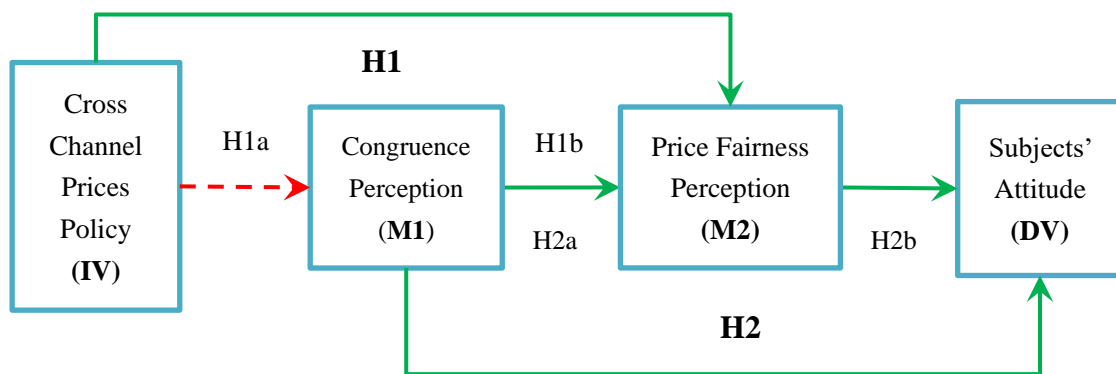 H1
Cross
Channel
Prices
Policy
(IV)
H1a
Congruence
Perception
(M1)
H1b
H2a
Price Fairness
Perception
(M2)
H2b
Subjects’
Attitude
(DV)
H2